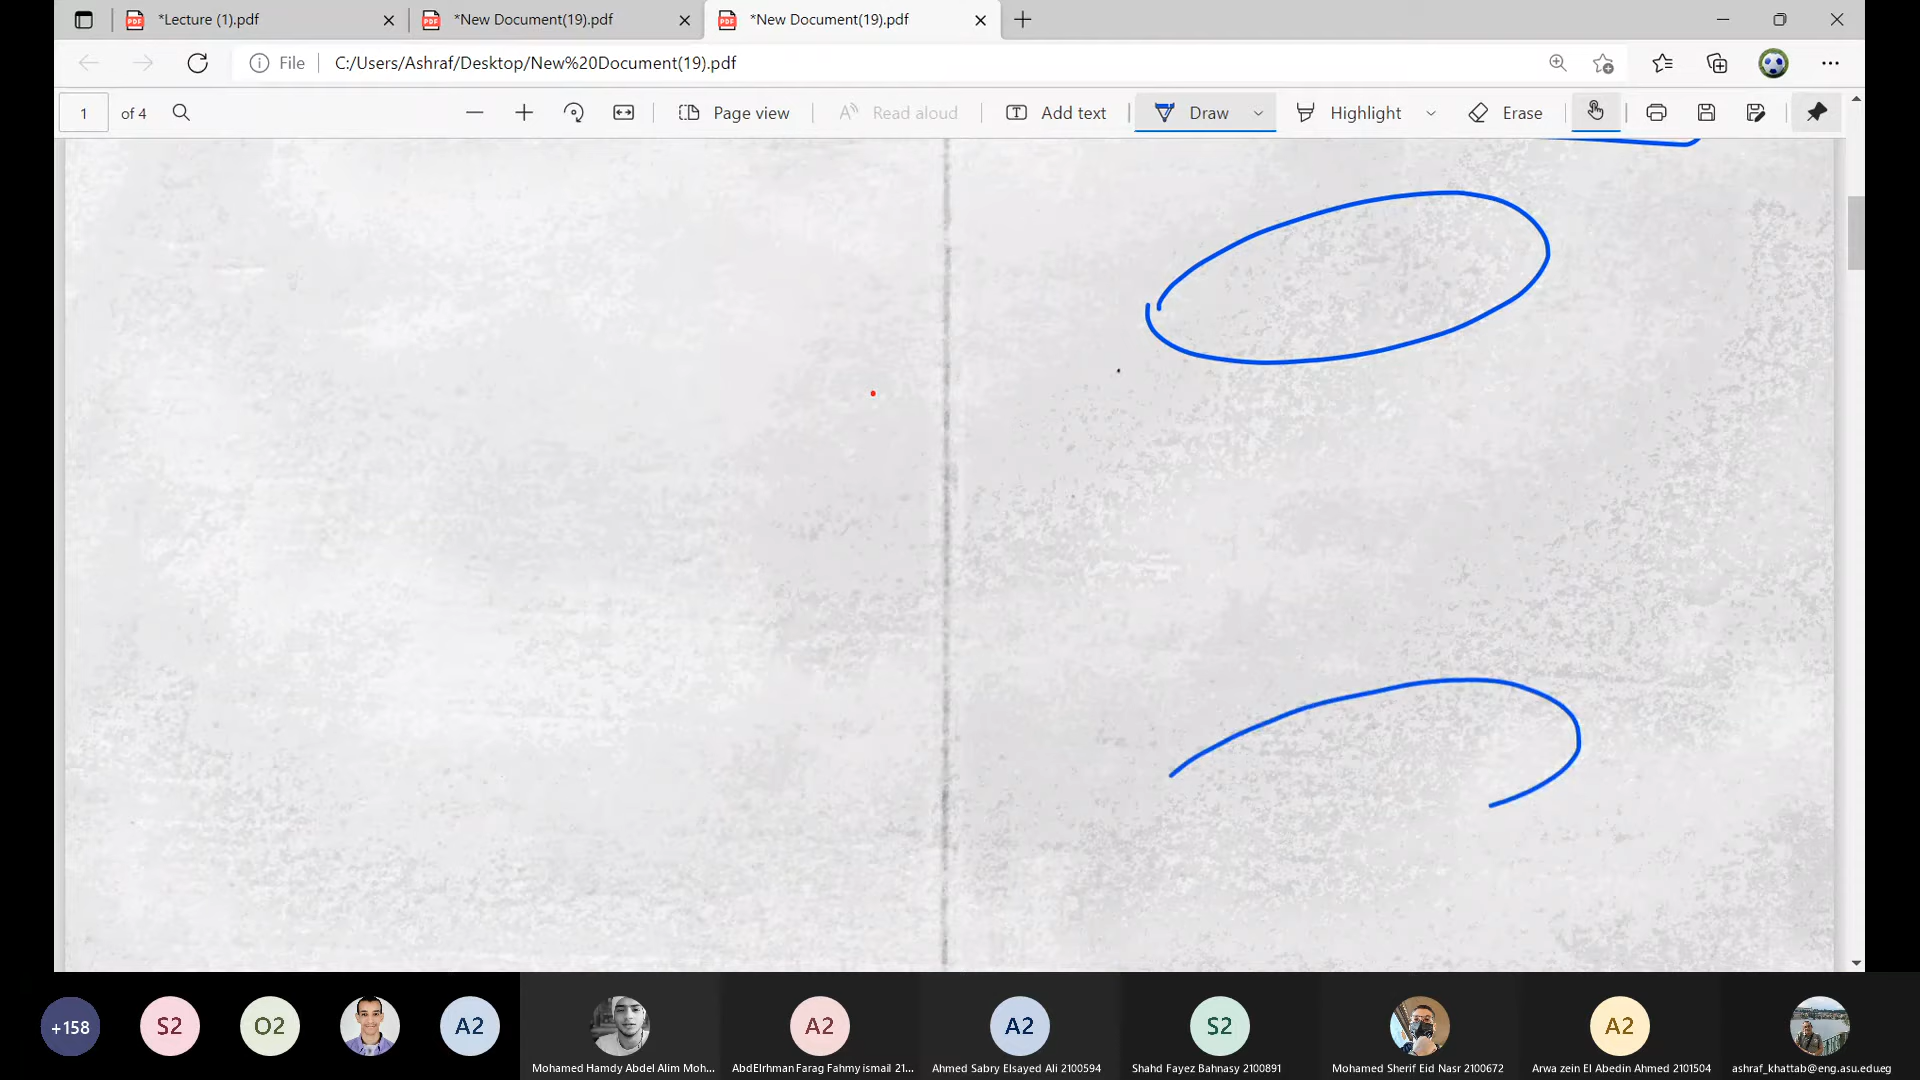 *Lecture (1).pdf
*New Document(19).pdf
*New Document(19).pdf
File
C:/Users/Ashraf/Desktop/New%20Document(19).pdf
1 of 4
Page view
Read aloud
Add text
Draw
Highlight
Erase
+158
S2
O2
A2
A2
A2
S2
A2
Mohamed Hamdy Abdel Alim Moh...
AbdElrhman Farag Fahmy ismail 21...
Ahmed Sabry Elsayed Ali 2100594
Shahd Fayez Bahnasy 2100891
Mohamed Sherif Eid Nasr 2100672
Arwa zein El Abedin Ahmed 2101504
ashraf_khattab@eng.asu.edu.eg